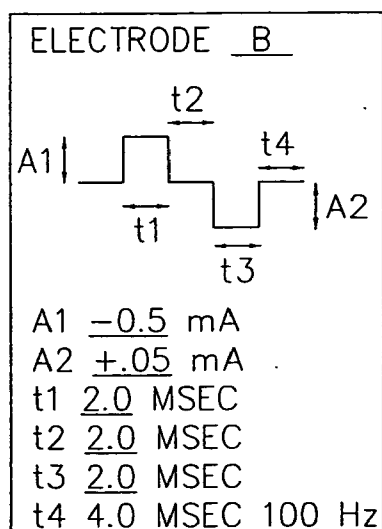 ELECTRODE B
t2
A1
t4
A2
t1
t3
A1 -0.5 mA
A2 +.05 mA
t1 2.0 MSEC
t2 2.0 MSEC
t3 2.0 MSEC
t4 4.0 MSEC 100 Hz